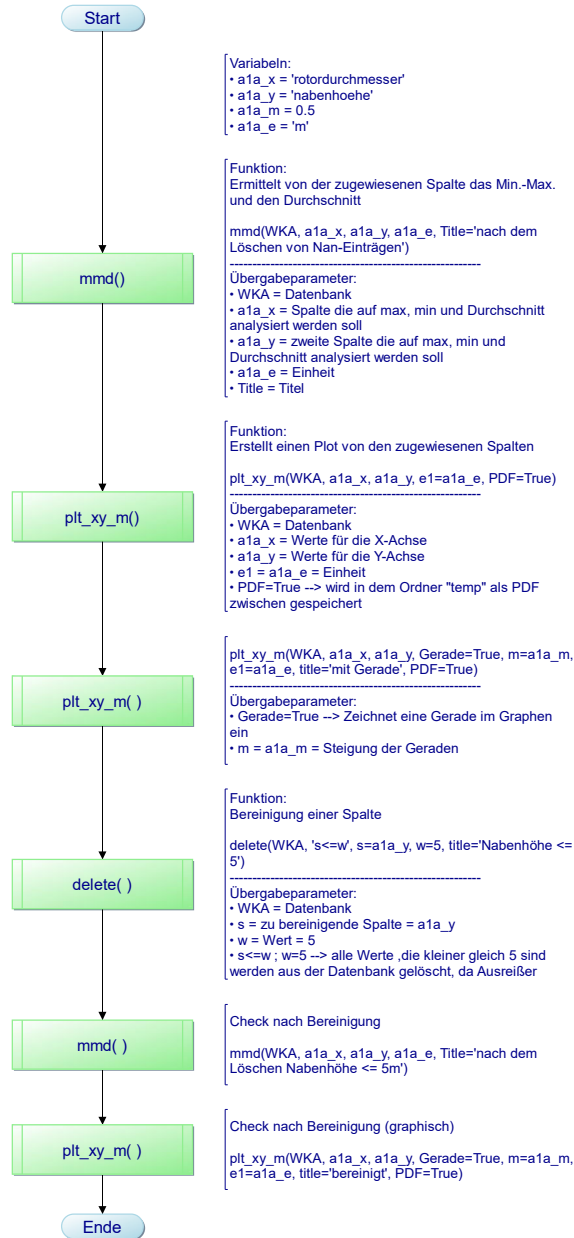 Start
Variabeln:
• a1a_x = 'rotordurchmesser'
• a1a_y = 'nabenhoehe'
• a1a_m = 0.5
• a1a_e = 'm'
Funktion:
Ermittelt von der zugewiesenen Spalte das Min.-Max.
und den Durchschnitt
mmd(WKA, a1a_x, a1a_y, a1a_e, Title='nach dem
Löschen von Nan-Einträgen')
-------------------------------------------------------
mmd()
Übergabeparameter:
• WKA = Datenbank
• a1a_x = Spalte die auf max, min und Durchschnitt
analysiert werden soll
• a1a_y = zweite Spalte die auf max, min und
Durchschnitt analysiert werden soll
• a1a_e = Einheit
• Title = Titel
Funktion:
Erstellt einen Plot von den zugewiesenen Spalten
plt_xy_m(WKA, a1a_x, a1a_y, e1=a1a_e, PDF=True)
-------------------------------------------------------
plt_xy_m()
Übergabeparameter:
• WKA = Datenbank
• a1a_x = Werte für die X-Achse
• a1a_y = Werte für die Y-Achse
• e1 = a1a_e = Einheit
• PDF=True --> wird in dem Ordner "temp" als PDF
zwischen gespeichert
plt_xy_m(WKA, a1a_x, a1a_y, Gerade=True, m=a1a_m,
e1=a1a_e, title='mit Gerade', PDF=True)
-------------------------------------------------------
plt_xy_m( )
Übergabeparameter:
• Gerade=True --> Zeichnet eine Gerade im Graphen
ein
• m = a1a_m = Steigung der Geraden
Funktion:
Bereinigung einer Spalte
delete(WKA, 's<=w', s=a1a_y, w=5, title='Nabenhöhe <=
5')
-------------------------------------------------------
delete( )
Übergabeparameter:
• WKA = Datenbank
• s = zu bereinigende Spalte = a1a_y
• w = Wert = 5
• s<=w ; w=5 --> alle Werte ,die kleiner gleich 5 sind
werden aus der Datenbank gelöscht, da Ausreißer
Check nach Bereinigung
mmd( )
mmd(WKA, a1a_x, a1a_y, a1a_e, Title='nach dem
Löschen Nabenhöhe <= 5m')
Check nach Bereinigung (graphisch)
plt_xy_m( )
plt_xy_m(WKA, a1a_x, a1a_y, Gerade=True, m=a1a_m,
e1=a1a_e, title='bereinigt', PDF=True)
Ende